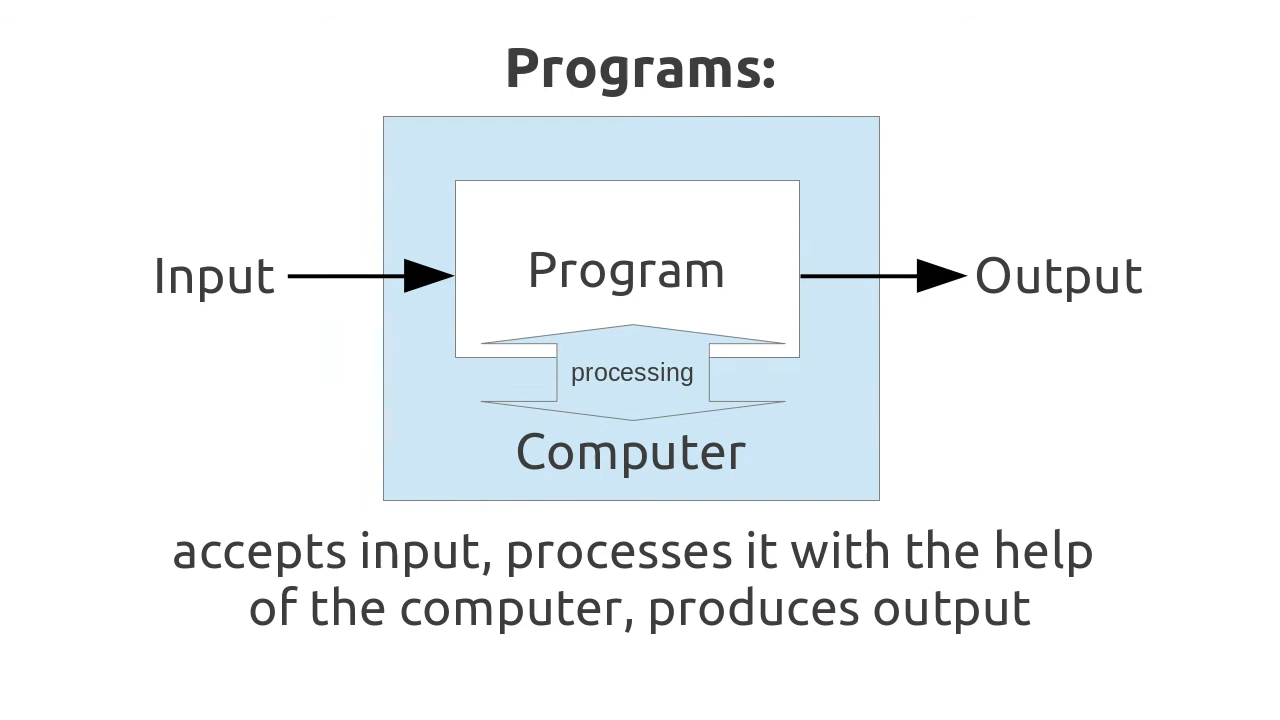 Programs:
Input
Program
Output
processing
Computer
accepts input, processes it with the help
of the computer, produces output